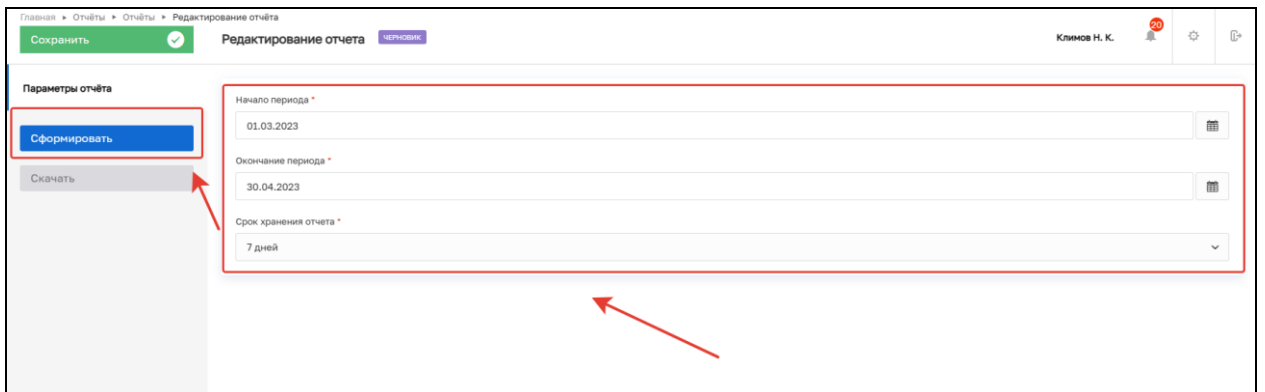 Главная ▸ Отчёты ▸ Отчёты ▸ Редактирование отчёта
Сохранить
Редактирование отчета ЧЕРНОВИК
Климов Н. К.
20
Параметры отчёта
Сформировать
Скачать
Начало периода *
01.03.2023
Окончание периода *
30.04.2023
Срок хранения отчета *
7 дней